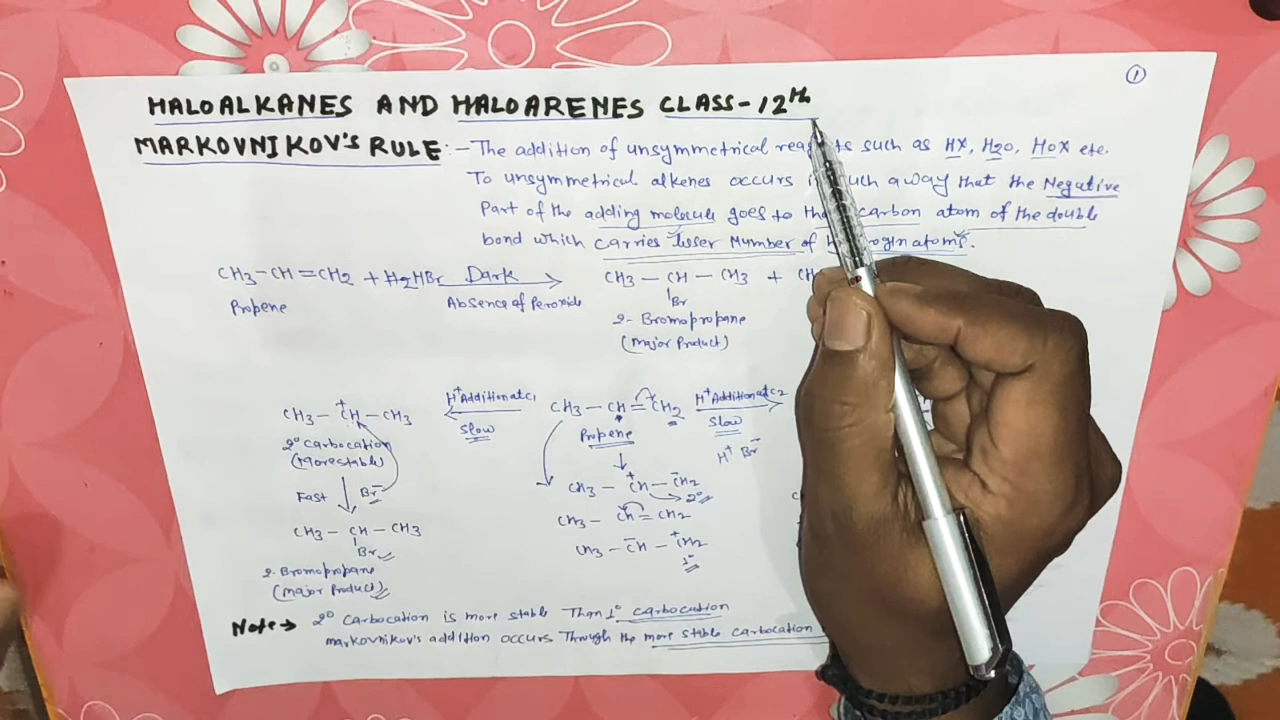 ①
HALOALKANES AND HALOARENES CLASS-12th
MARKOVNIKOV'S RULE:- The addition of unsymmetrical such as HX, H2O, HOX etc.
To unsymmetrical alkenes occurs away that the Negative
Part of the adding molecule goes to carbon atom of the double
bond which carries lesser Number of atoms.
CH3-CH=CH2 + HBr Dark CH3 - CH - CH3 + CH
Propene Absence of Peroxide Br
2-Bromopropane
(Major Product)
H+ Addition at C1 H+ Addition at C2
CH3 - +CH - CH3 CH3 - CH = CH2
Slow Propene Slow
2° Carbocation
(More stable) H+ Br-
Fast Br- CH3 - +CH - -CH2
2°
CH3 - CH = CH2
CH3 - CH - CH3 CH3 - -CH - +CH2
Br 1°
2-Bromopropane
(Major Product)
Note → 2° Carbocation is more stable Than 1° carbocation
markovnikov's addition occurs Through the more stable carbocation